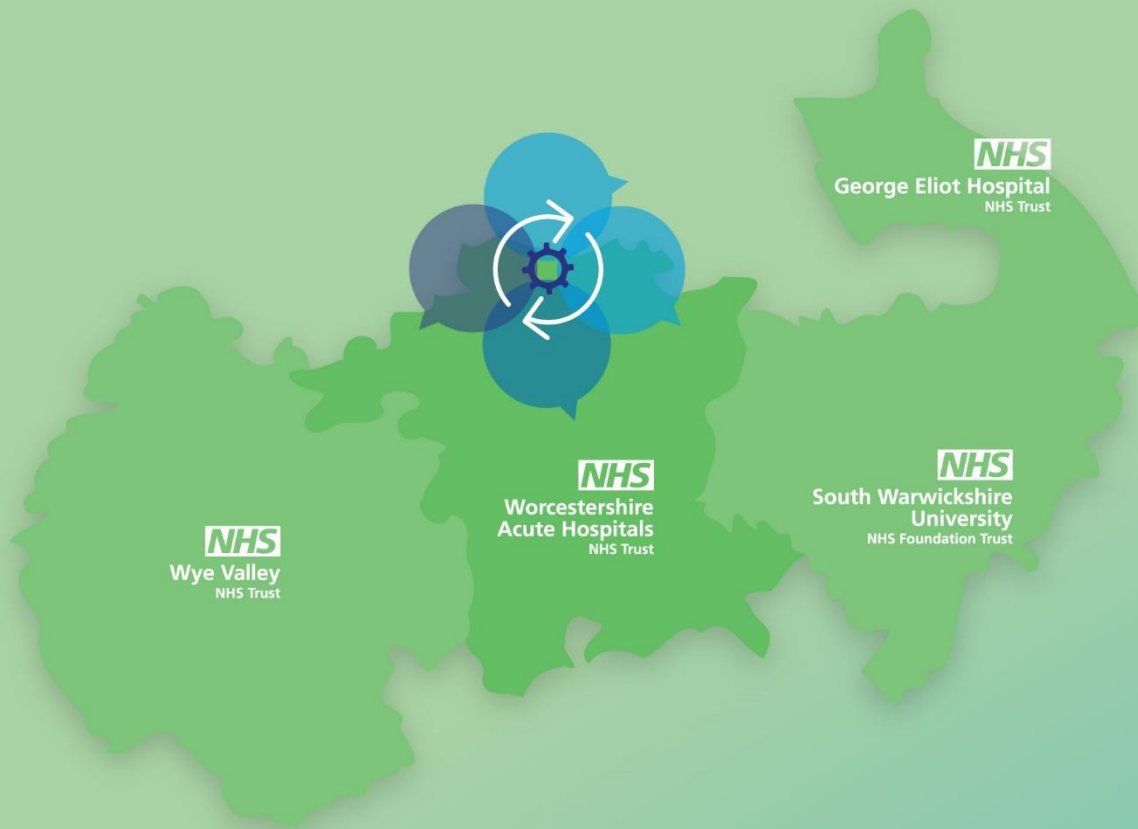 NHS
George Eliot Hospital
NHS Trust
NHS
Worcestershire
Acute Hospitals
NHS Trust
NHS
South Warwickshire
University
NHS Foundation Trust
NHS
Wye Valley
NHS Trust